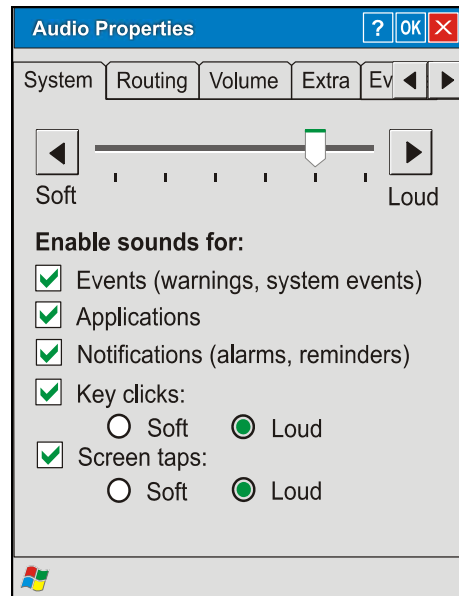 Audio Properties ? OK
System Routing Volume Extra Ev
Soft Loud
Enable sounds for:
Events (warnings, system events)
Applications
Notifications (alarms, reminders)
Key clicks:
Soft Loud
Screen taps:
Soft Loud